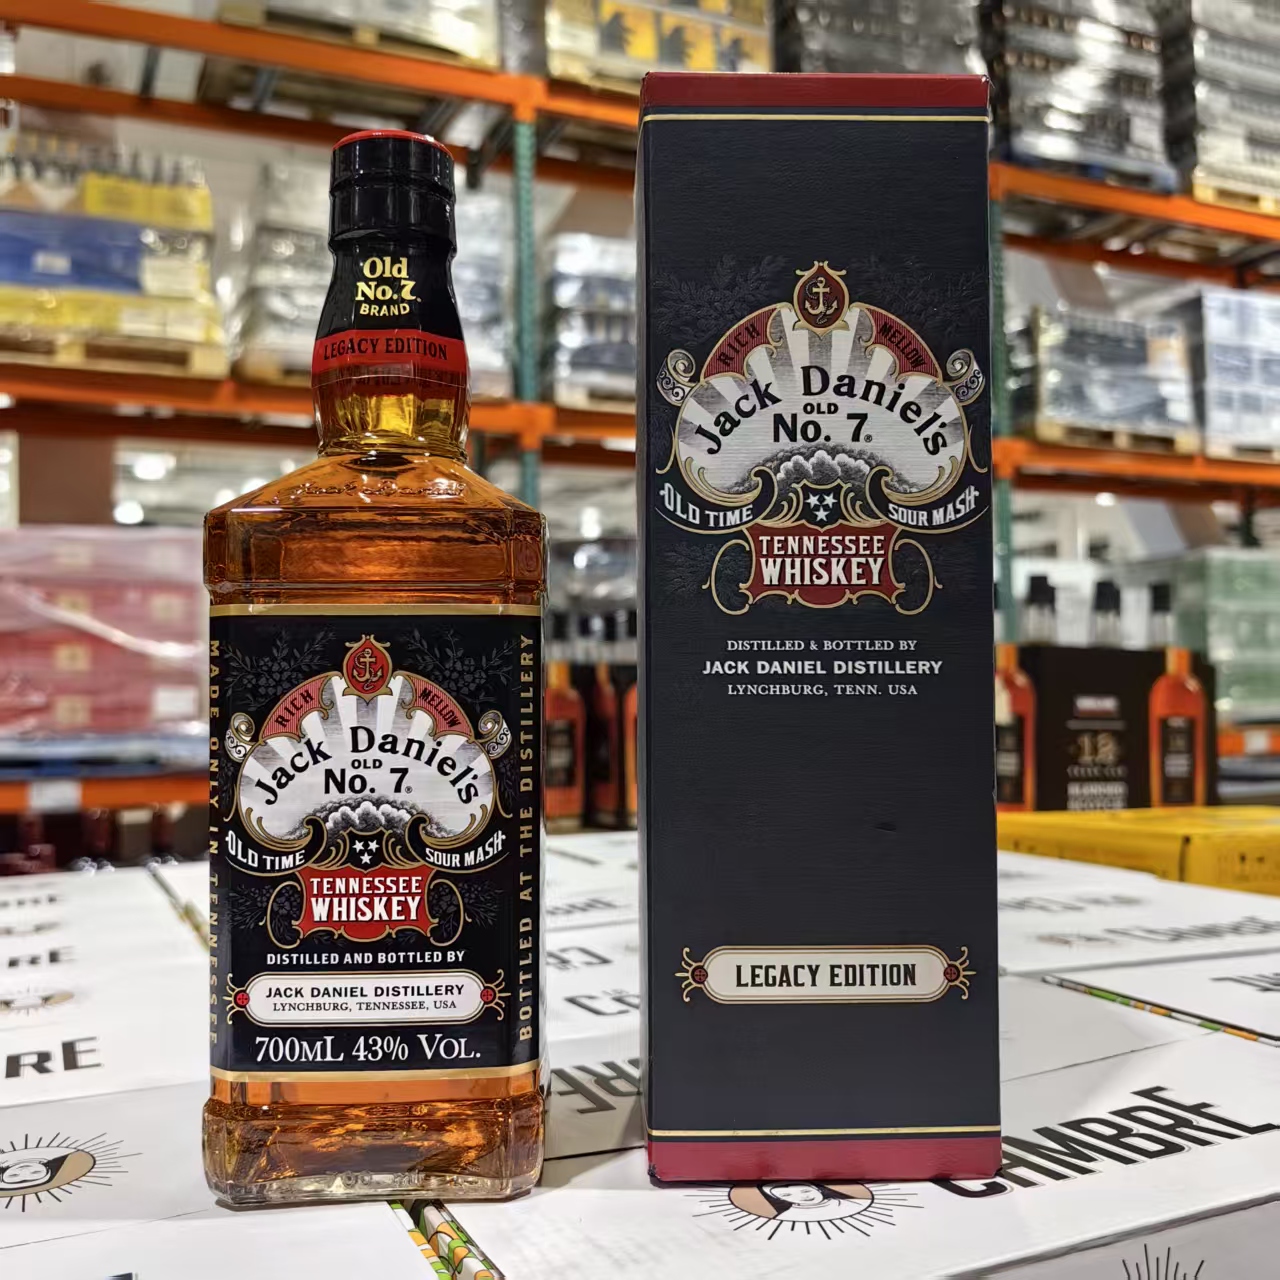 Old
No.7
BRAND
LEGACY EDITION
MADE ONLY IN TENNESSEE
BOTTLED AT THE DISTILLERY
RICH
MELLOW
Jack Daniel's
OLD
No. 7®
OLD TIME
SOUR MASH
TENNESSEE
WHISKEY
DISTILLED AND BOTTLED BY
JACK DANIEL DISTILLERY
LYNCHBURG, TENNESSEE, USA
700mL 43% VOL.
RICH
MELLOW
Jack Daniel's
OLD
No. 7®
OLD TIME
SOUR MASH
TENNESSEE
WHISKEY
DISTILLED & BOTTLED BY
JACK DANIEL DISTILLERY
LYNCHBURG, TENN. USA
LEGACY EDITION
12
CAMBRE